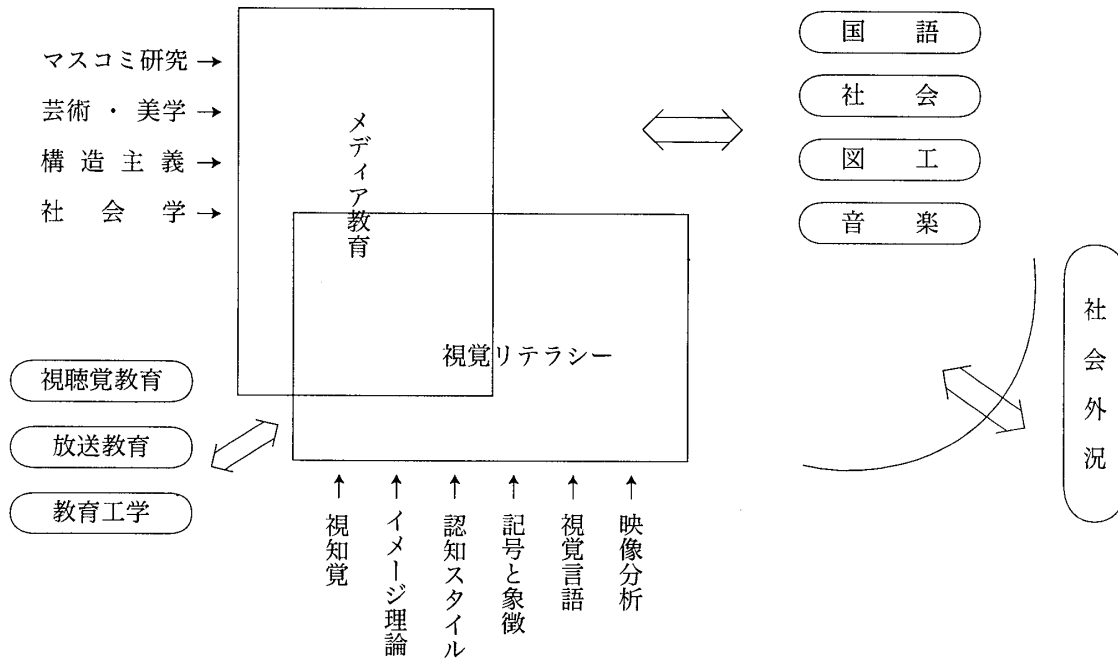 マスコミ研究 →
芸術・美学 →
構造主義 →
社会学 →
メディア教育
視覚リテラシー
国語
社会
図工
音楽
社会外況
視聴覚教育
放送教育
教育工学
視知覚
イメージ理論
認知スタイル
記号と象徴
視覚言語
映像分析